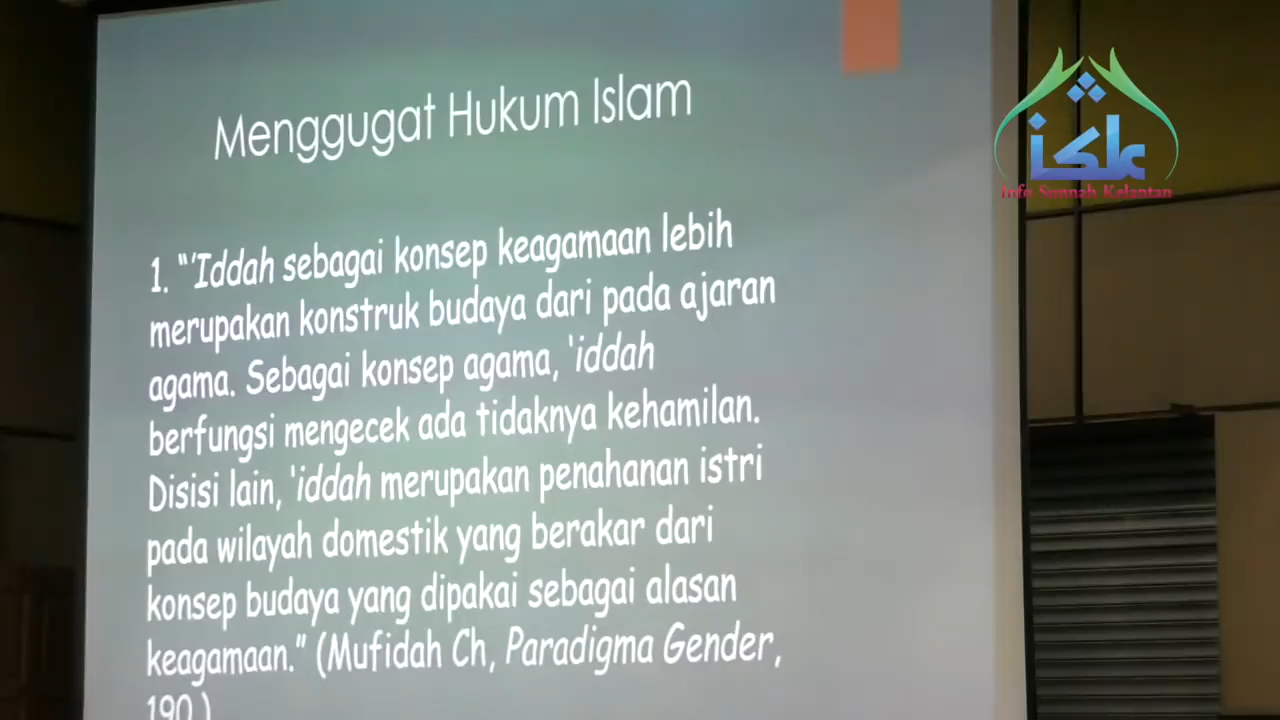 Menggugat Hukum Islam
1. "'Iddah sebagai konsep keagamaan lebih
merupakan konstruk budaya dari pada ajaran
agama. Sebagai konsep agama, 'iddah
berfungsi mengecek ada tidaknya kehamilan.
Disisi lain, 'iddah merupakan penahanan istri
pada wilayah domestik yang berakar dari
konsep budaya yang dipakai sebagai alasan
keagamaan." (Mufidah Ch, Paradigma Gender,
190.)
Info Sunnah Kelantan